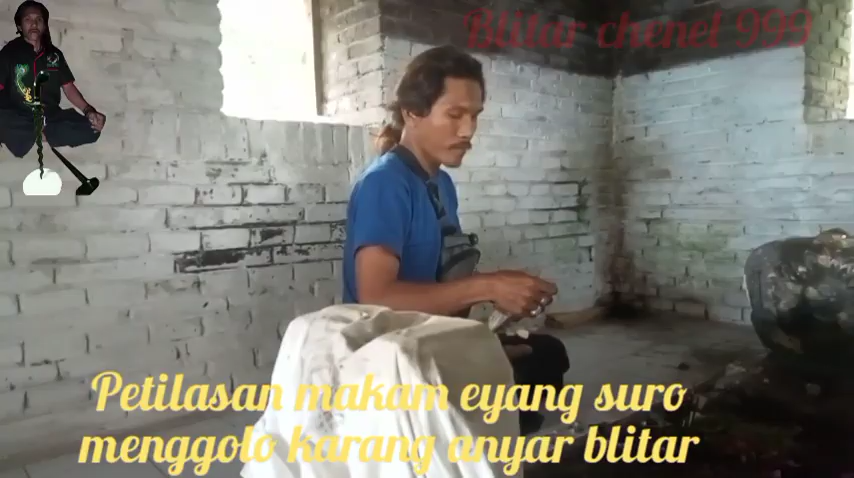 Blitar chenel 999
Petilasan makam eyang suro
menggolo karang anyar blitar